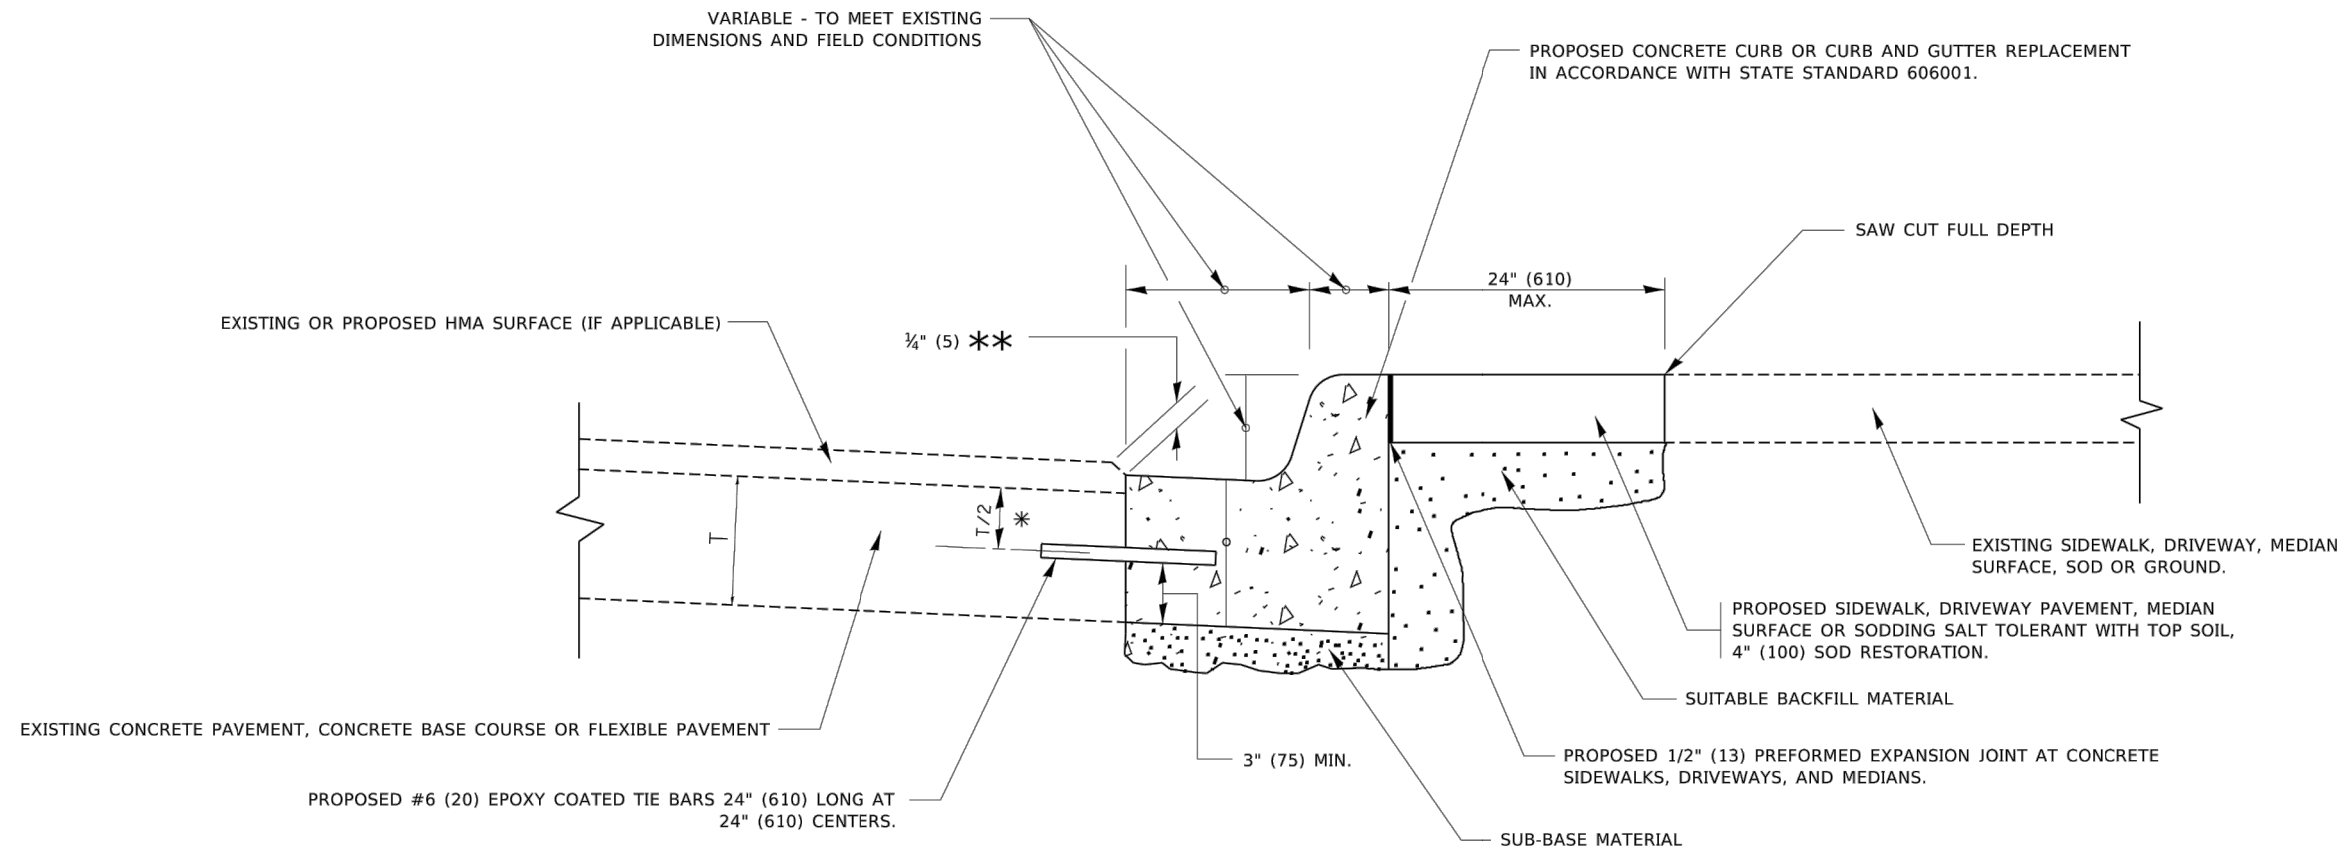 VARIABLE - TO MEET EXISTING
DIMENSIONS AND FIELD CONDITIONS
PROPOSED CONCRETE CURB OR CURB AND GUTTER REPLACEMENT
IN ACCORDANCE WITH STATE STANDARD 606001.
SAW CUT FULL DEPTH
24" (610)
MAX.
EXISTING OR PROPOSED HMA SURFACE (IF APPLICABLE)
¼" (5) **
T
T/2 *
EXISTING SIDEWALK, DRIVEWAY, MEDIAN
SURFACE, SOD OR GROUND.
PROPOSED SIDEWALK, DRIVEWAY PAVEMENT, MEDIAN
SURFACE OR SODDING SALT TOLERANT WITH TOP SOIL,
4" (100) SOD RESTORATION.
SUITABLE BACKFILL MATERIAL
EXISTING CONCRETE PAVEMENT, CONCRETE BASE COURSE OR FLEXIBLE PAVEMENT
3" (75) MIN.
PROPOSED 1/2" (13) PREFORMED EXPANSION JOINT AT CONCRETE
SIDEWALKS, DRIVEWAYS, AND MEDIANS.
PROPOSED #6 (20) EPOXY COATED TIE BARS 24" (610) LONG AT
24" (610) CENTERS.
SUB-BASE MATERIAL